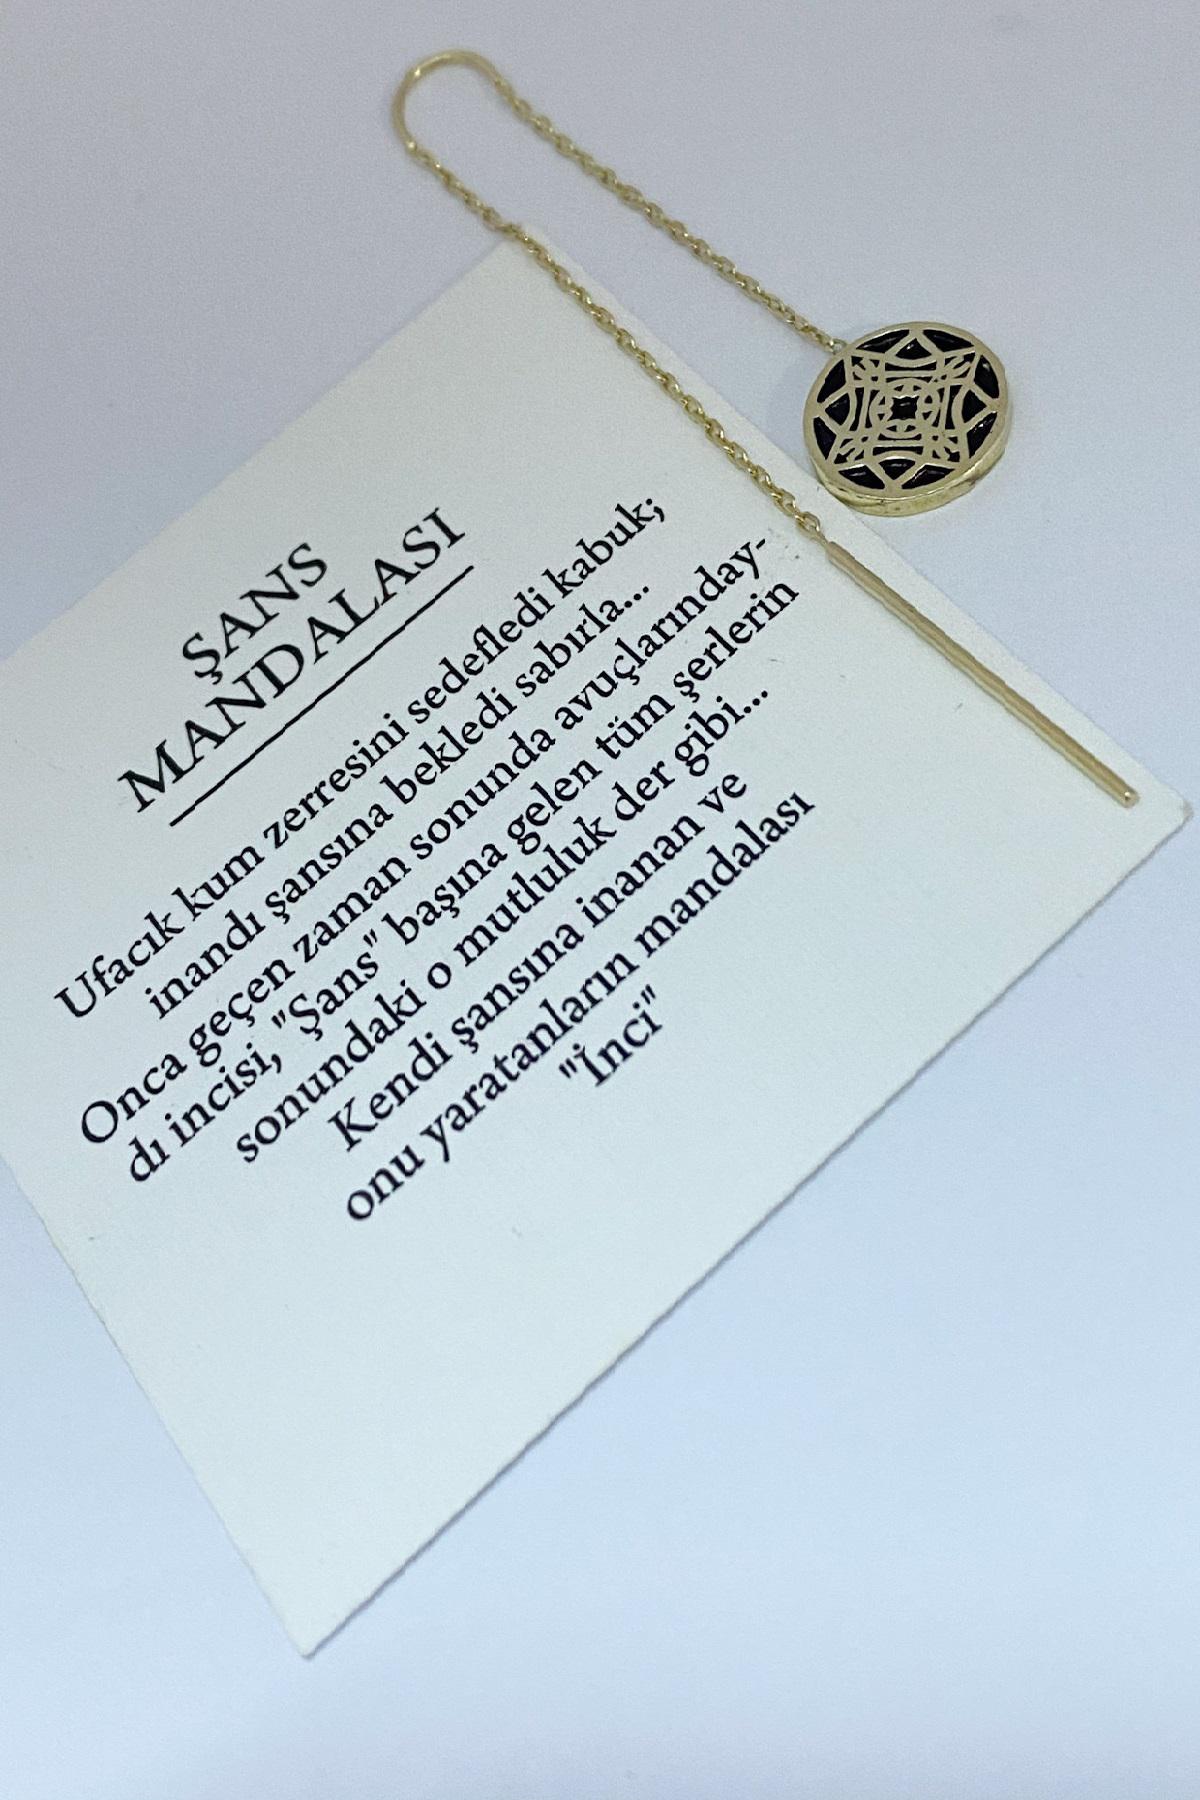 ŞANS
MANDALASI
Ufacık kum zerresini sedefledi kabuk;
inandı şansına bekledi sabırla...
Onca geçen zaman sonunda avuçlarınday-
dı incisi, "Şans" başına gelen tüm şerlerin
sonundaki o mutluluk der gibi...
Kendi şansına inanan ve
onu yaratanların mandalası
"İnci"